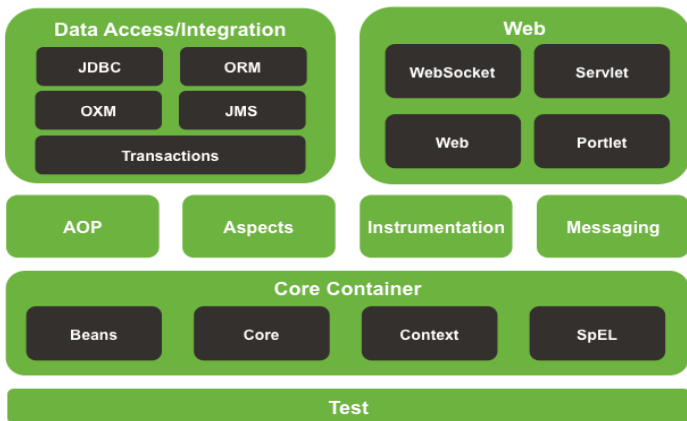 Data Access/Integration
JDBC
ORM
OXM
JMS
Transactions
Web
WebSocket
Servlet
Web
Portlet
AOP
Aspects
Instrumentation
Messaging
Core Container
Beans
Core
Context
SpEL
Test